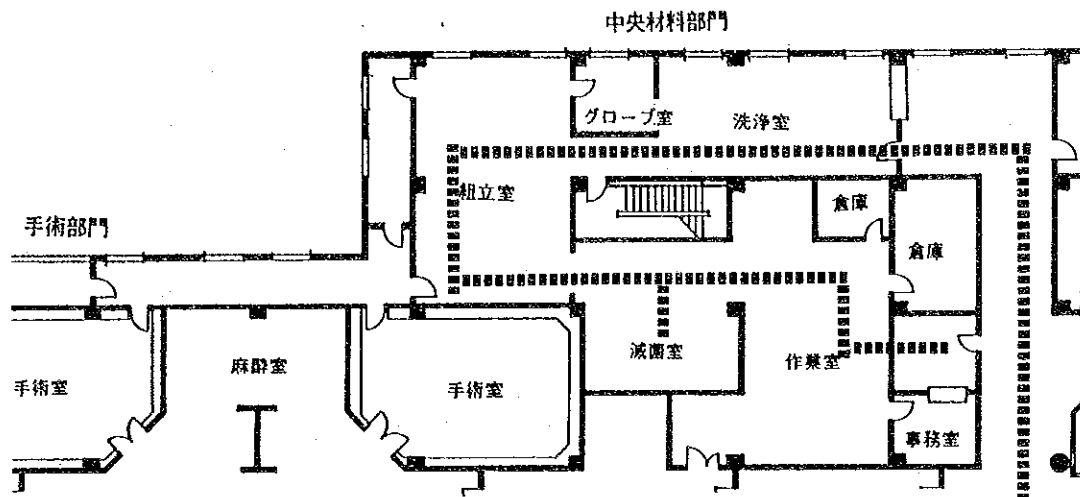 中央材料部門
グローブ室
洗浄室
組立室
倉庫
手術部門
倉庫
滅菌室
麻酔室
作業室
手術室
手術室
事務室